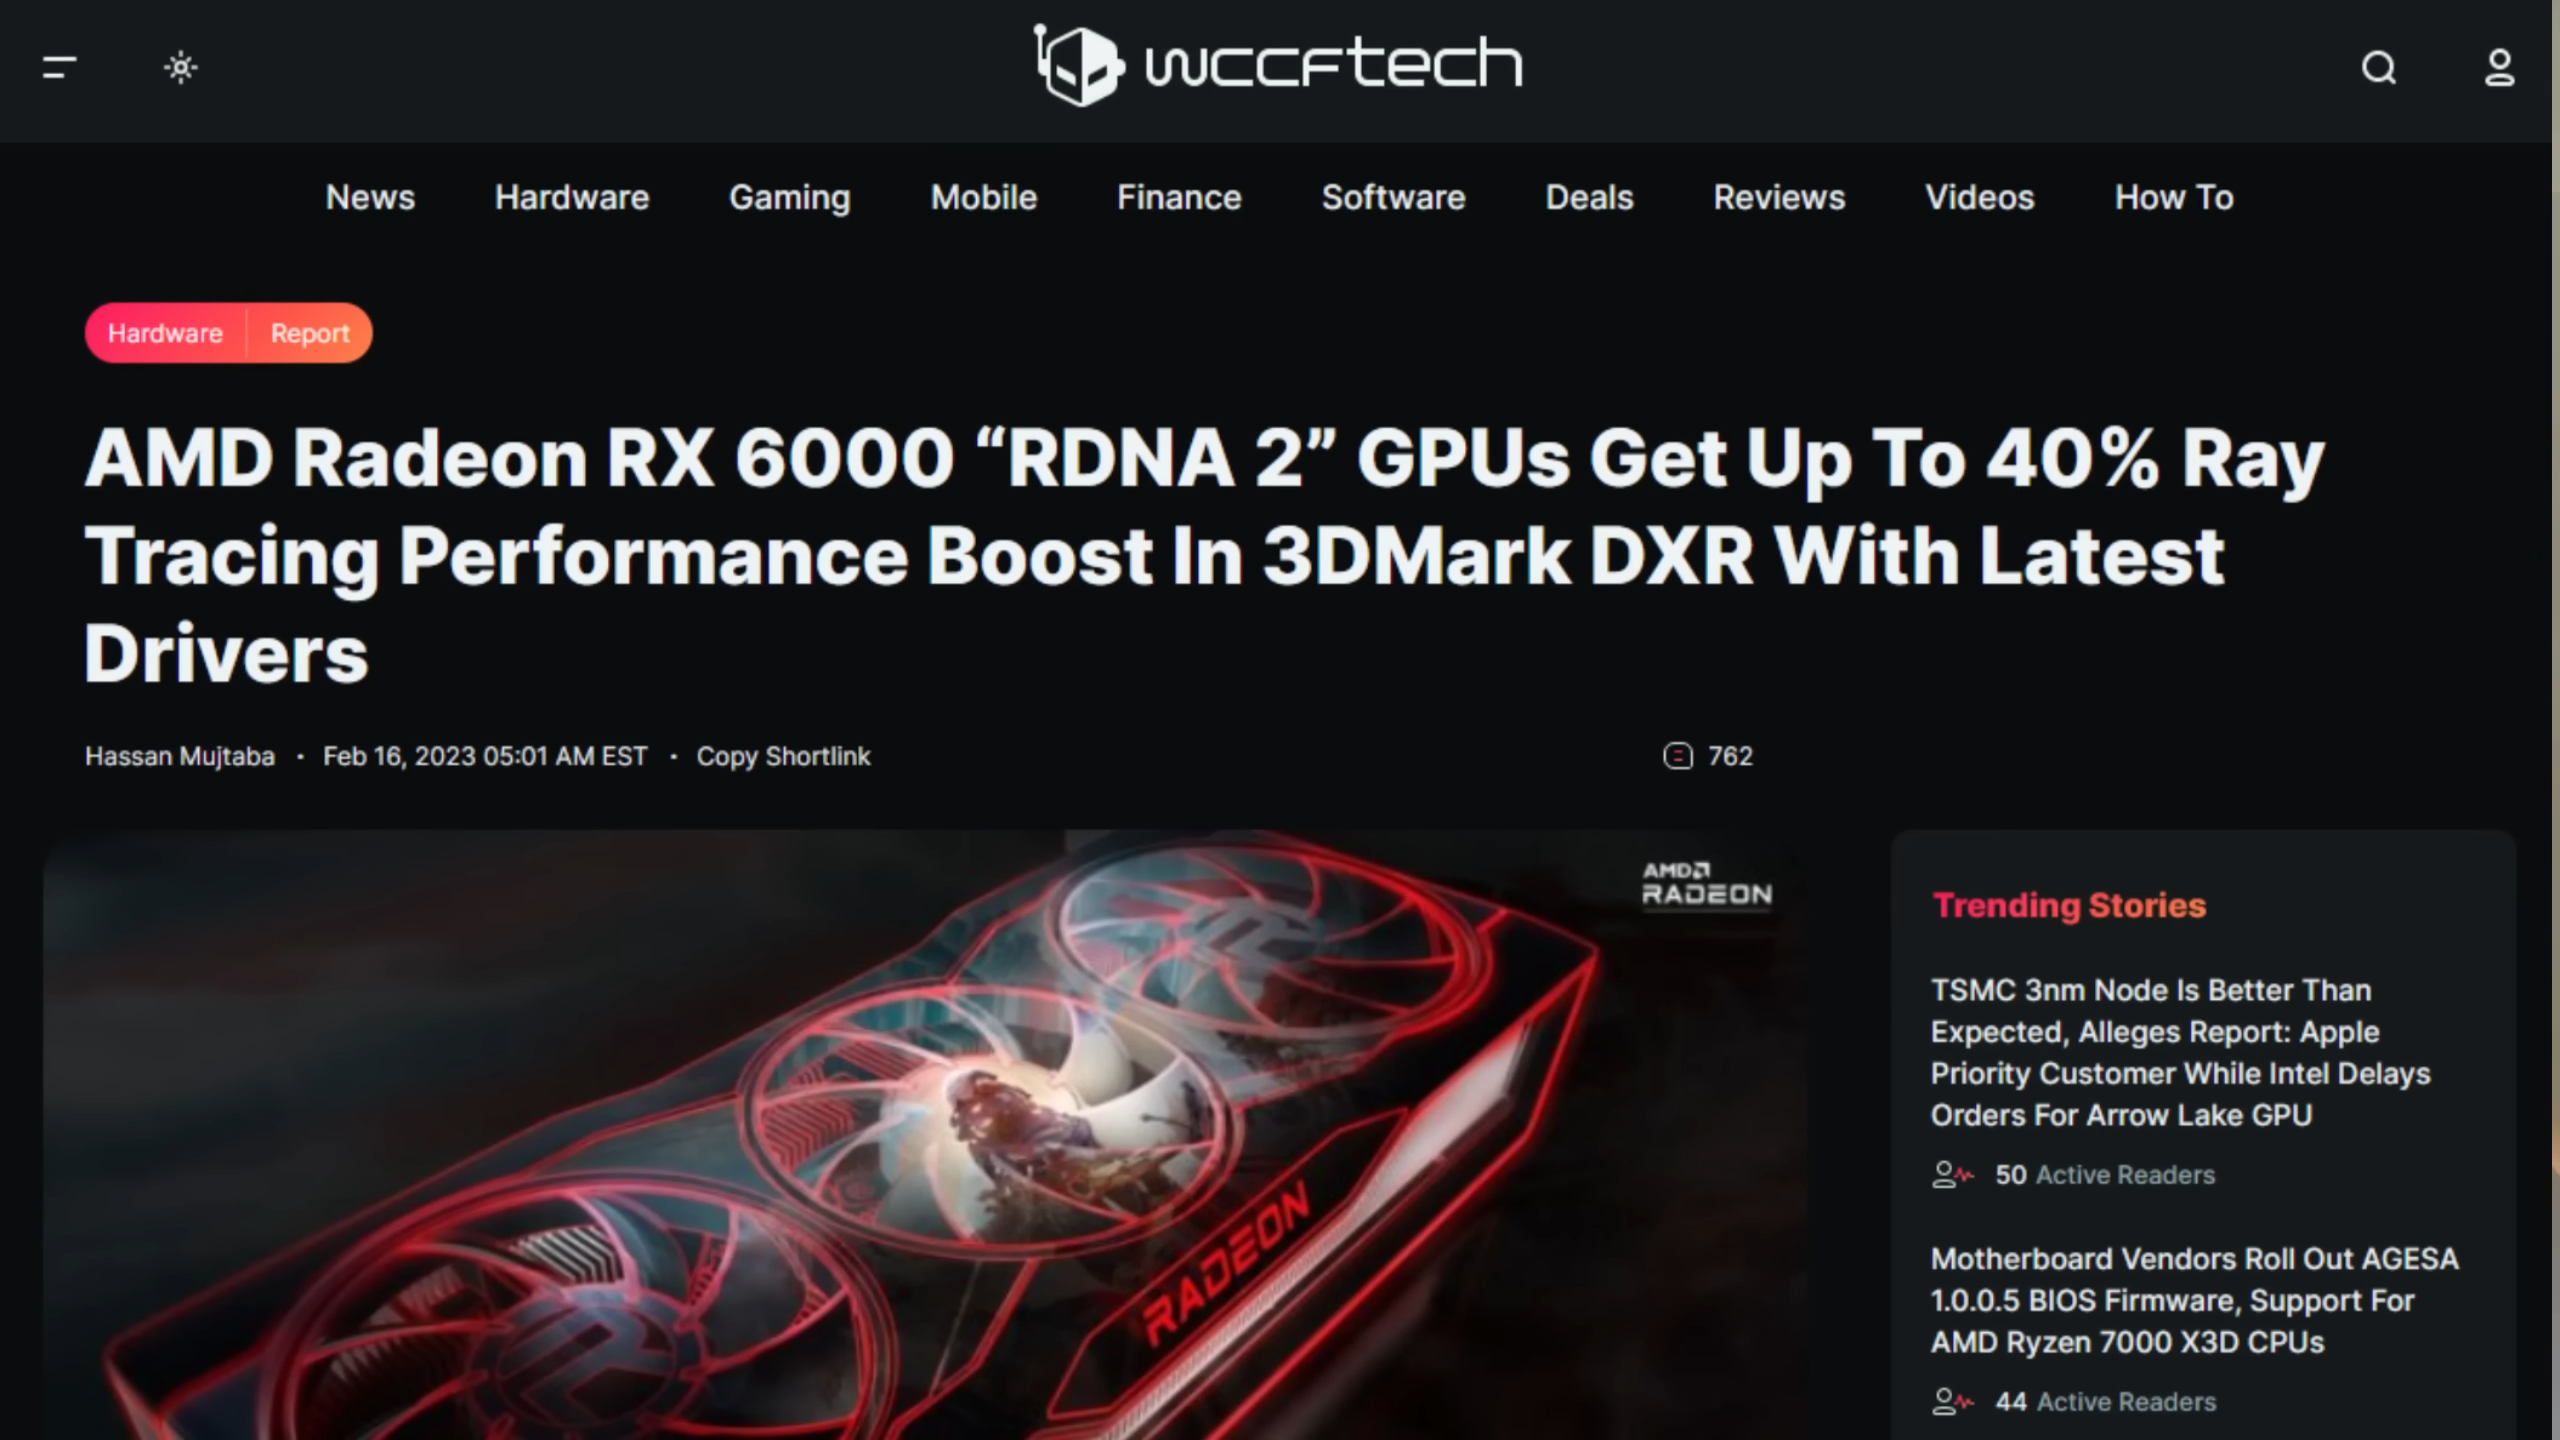 wccftech
News Hardware Gaming Mobile Finance Software Deals Reviews Videos How To
Hardware Report
AMD Radeon RX 6000 “RDNA 2” GPUs Get Up To 40% Ray
Tracing Performance Boost In 3DMark DXR With Latest
Drivers
Hassan Mujtaba • Feb 16, 2023 05:01 AM EST • Copy Shortlink 762
AMD
RADEON
RADEON
Trending Stories
TSMC 3nm Node Is Better Than
Expected, Alleges Report: Apple
Priority Customer While Intel Delays
Orders For Arrow Lake GPU
50 Active Readers
Motherboard Vendors Roll Out AGESA
1.0.0.5 BIOS Firmware, Support For
AMD Ryzen 7000 X3D CPUs
44 Active Readers